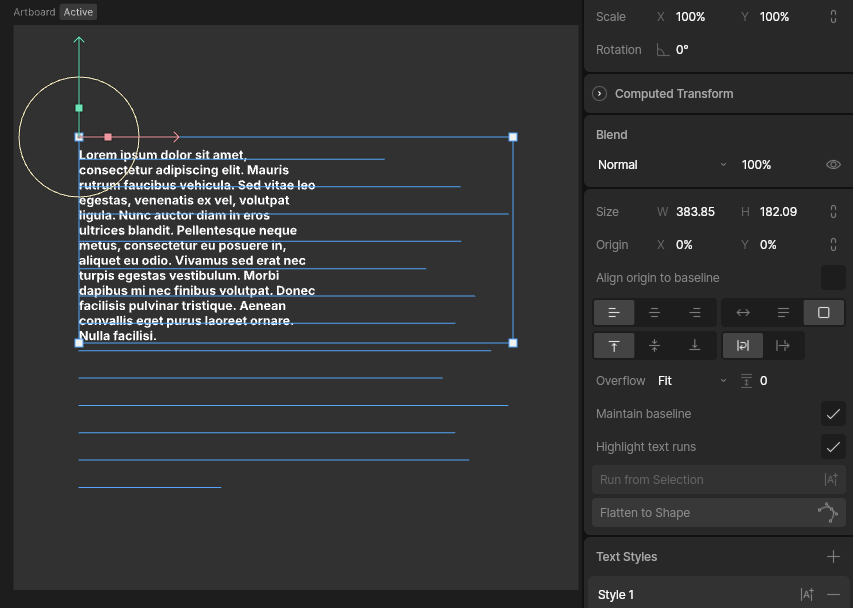 Artboard Active
Lorem ipsum dolor sit amet,
consectetur adipiscing elit. Mauris
rutrum faucibus vehicula. Sed vitae leo
egestas, venenatis ex vel, volutpat
ligula. Nunc auctor diam in eros
ultrices blandit. Pellentesque neque
metus, consectetur eu posuere in,
aliquet eu odio. Vivamus sed erat nec
turpis egestas vestibulum. Morbi
dapibus mi nec finibus volutpat. Donec
facilisis pulvinar tristique. Aenean
convallis eget purus laoreet ornare.
Nulla facilisi.
Scale X 100% Y 100%
Rotation 0°
Computed Transform
Blend
Normal 100%
Size W 383.85 H 182.09
Origin X 0% Y 0%
Align origin to baseline
Overflow Fit 0
Maintain baseline
Highlight text runs
Run from Selection
Flatten to Shape
Text Styles
Style 1